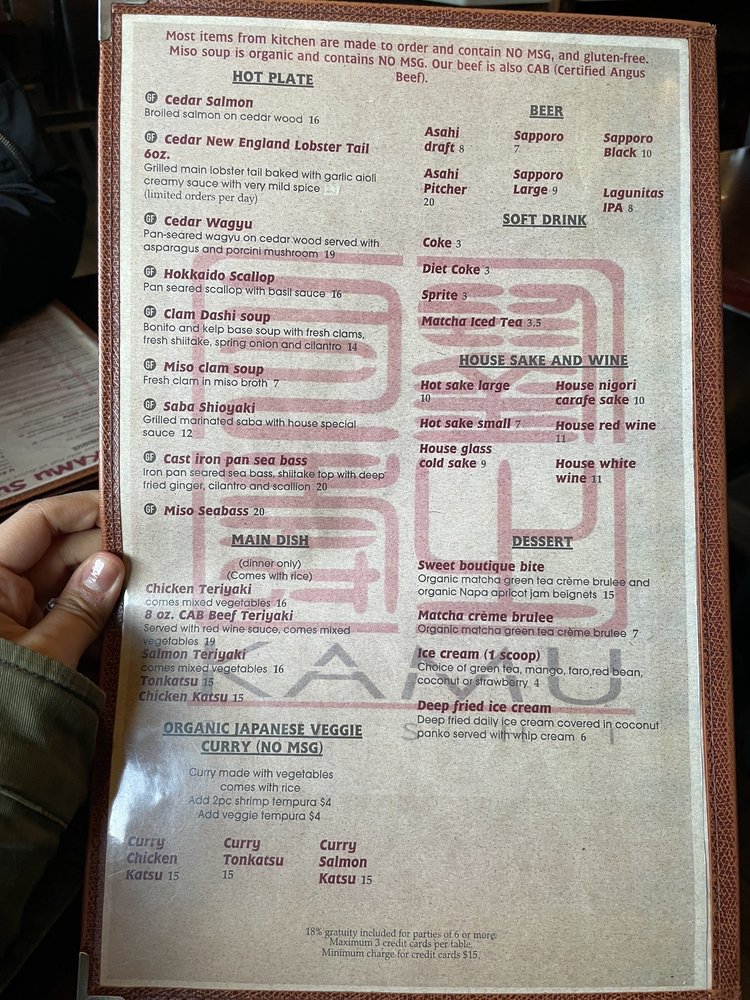 Most items from kitchen are made to order and contain NO MSG, and gluten-free.
Miso soup is organic and contains NO MSG. Our beef is also CAB (Certified Angus
Beef).
HOT PLATE
GF Cedar Salmon
Broiled salmon on cedar wood 16
GF Cedar New England Lobster Tail
6oz.
Grilled main lobster tail baked with garlic aioli
creamy sauce with very mild spice
(limited orders per day)
GF Cedar Wagyu
Pan-seared wagyu on cedar wood served with
asparagus and porcini mushroom 19
GF Hokkaido Scallop
Pan seared scallop with basil sauce 16
GF Clam Dashi soup
Bonito and kelp base soup with fresh clams,
fresh shiitake, spring onion and cilantro 14
GF Miso clam soup
Fresh clam in miso broth 7
GF Saba Shioyaki
Grilled marinated saba with house special
sauce 12
GF Cast iron pan sea bass
Iron pan seared sea bass, shiitake top with deep
fried ginger, cilantro and scallion 20
GF Miso Seabass 20
MAIN DISH
(dinner only)
(Comes with rice)
Chicken Teriyaki
comes mixed vegetables 16
8 oz. CAB Beef Teriyaki
Served with red wine sauce, comes mixed
vegetables 19
Salmon Teriyaki
comes mixed vegetables 16
Tonkatsu 15
Chicken Katsu 15
ORGANIC JAPANESE VEGGIE
CURRY (NO MSG)
Curry made with vegetables
comes with rice
Add 2pc shrimp tempura $4
Add veggie tempura $4
Curry
Chicken
Katsu 15
Curry
Tonkatsu
15
Curry
Salmon
Katsu 15
BEER
Asahi
draft 8
Sapporo
7
Sapporo
Black 10
Asahi
Pitcher
20
Sapporo
Large 9
Lagunitas
IPA 8
SOFT DRINK
Coke 3
Diet Coke 3
Sprite 3
Matcha Iced Tea 3.5
HOUSE SAKE AND WINE
Hot sake large
10
House nigori
carafe sake 10
Hot sake small 7
House red wine
11
House glass
cold sake 9
House white
wine 11
DESSERT
Sweet boutique bite
Organic matcha green tea crème brulee and
organic Napa apricot jam beignets 15
Matcha crème brulee
Organic matcha green tea crème brulee 7
Ice cream (1 scoop)
Choice of green tea, mango, taro,red bean,
coconut or strawberry 4
Deep fried ice cream
Deep fried daily ice cream covered in coconut
panko served with whip cream 6
KAMU
18% gratuity included for parties of 6 or more.
Maximum 3 credit cards per table.
Minimum charge for credit cards $15.
KAMU